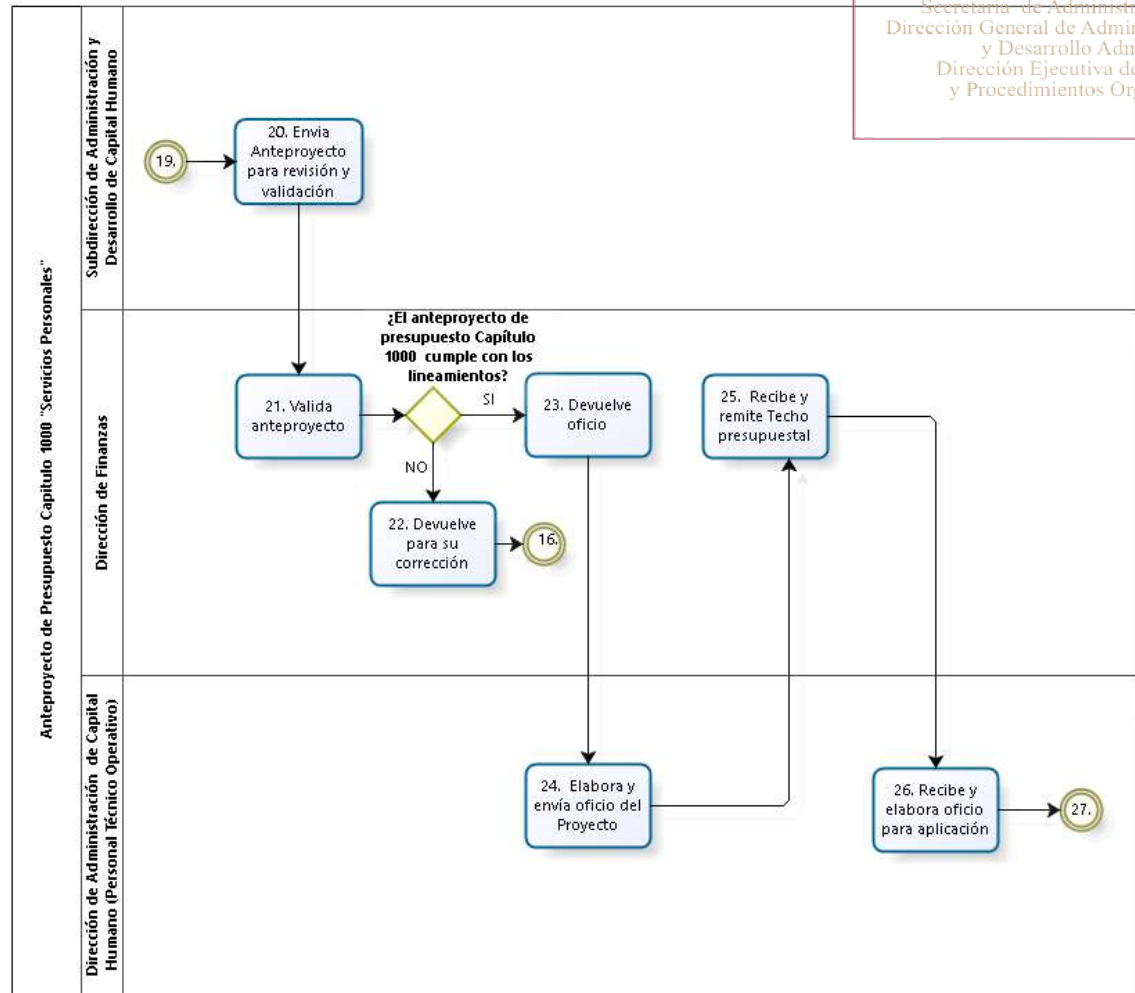 Secretaría de Administra
Dirección General de Admin
y Desarrollo Adm
Dirección Ejecutiva de
y Procedimientos Org
Anteproyecto de Presupuesto Capítulo 1000 "Servicios Personales"
Subdirección de Administración y
Desarrollo de Capital Humano
19.
20. Envia
Anteproyecto
para revisión y
validación
Dirección de Finanzas
21. Valida
anteproyecto
¿El anteproyecto de
presupuesto Capítulo
1000 cumple con los
lineamientos?
SI
NO
22. Devuelve
para su
corrección
16.
23. Devuelve
oficio
25. Recibe y
remite Techo
presupuestal
Dirección de Administración de Capital
Humano (Personal Técnico Operativo)
24. Elabora y
envía oficio del
Proyecto
26. Recibe y
elabora oficio
para aplicación
27.